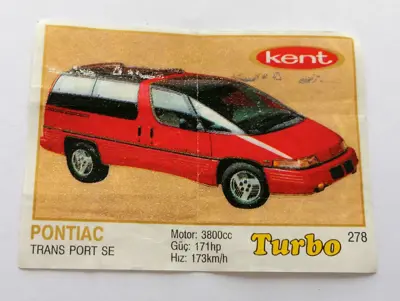 kent
PONTIAC
TRANS PORT SE
Motor: 3800cc
Güç: 171hp
Hız: 173km/h
Turbo 278